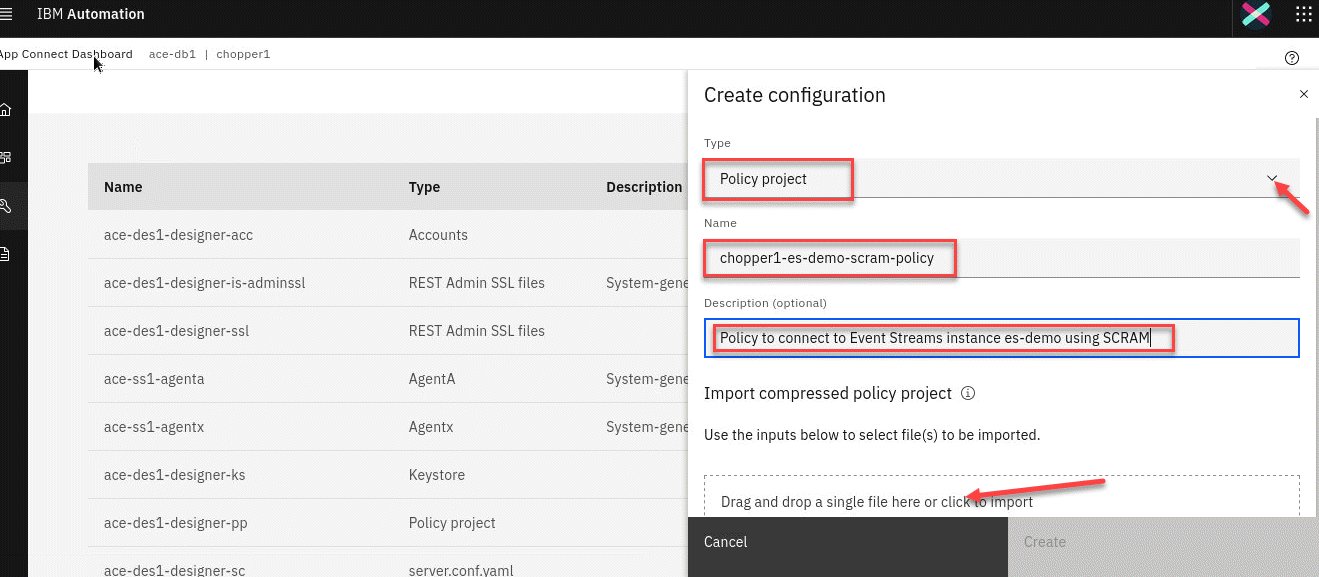 IBM Automation
App Connect Dashboard ace-db1 | chopper1
Create configuration
Type
Policy project
Name
chopper1-es-demo-scram-policy
Description (optional)
Policy to connect to Event Streams instance es-demo using SCRAM
Import compressed policy project
Use the inputs below to select file(s) to be imported.
Drag and drop a single file here or click to import
Cancel
Create
Name Type Description
ace-des1-designer-acc Accounts
ace-des1-designer-is-adminssl REST Admin SSL files System-gene
ace-des1-designer-ssl REST Admin SSL files
ace-ss1-agenta AgentA System-gene
ace-ss1-agentx Agentx System-gene
ace-des1-designer-ks Keystore
ace-des1-designer-pp Policy project
ace-des1-designer-sc server.conf.yaml